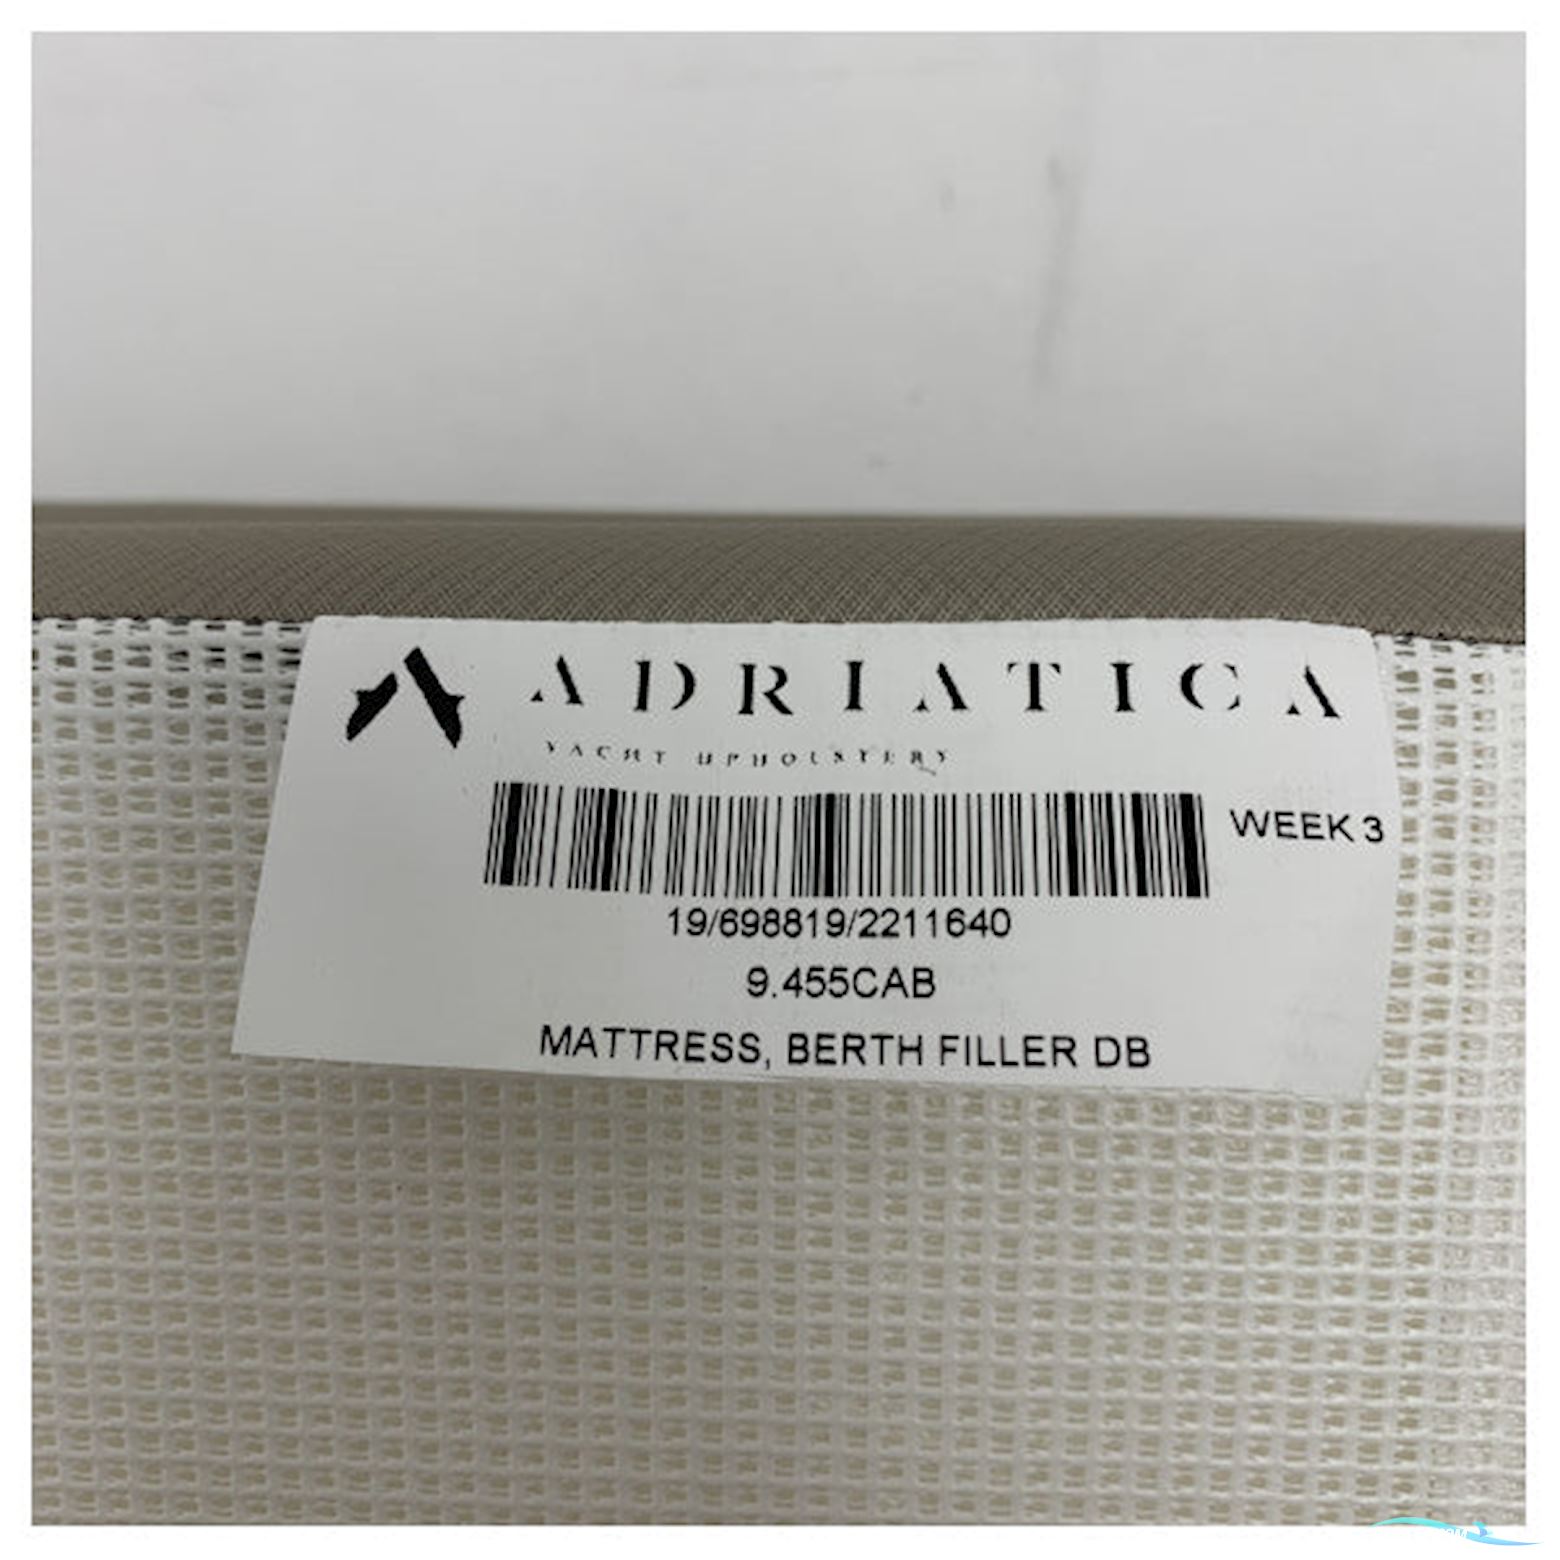 ADRIATICA
YACHT UPHOLSTERY
WEEK 3
19/698819/2211640
9.455CAB
MATTRESS, BERTH FILLER DB